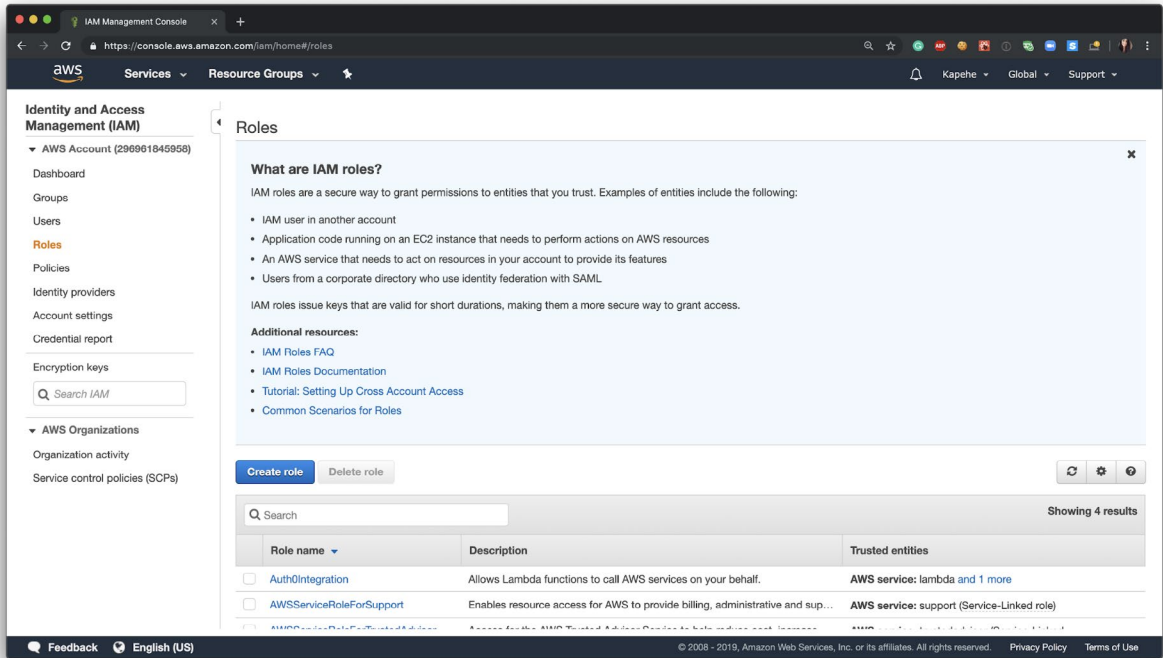 IAM Management Console
https://console.aws.amazon.com/iam/home#/roles
aws
Services
Resource Groups
Kapehe
Global
Support
Identity and Access
Management (IAM)
AWS Account (296961845958)
Dashboard
Groups
Users
Roles
Policies
Identity providers
Account settings
Credential report
Encryption keys
Search IAM
AWS Organizations
Organization activity
Service control policies (SCPs)
Roles
What are IAM roles?
IAM roles are a secure way to grant permissions to entities that you trust. Examples of entities include the following:
• IAM user in another account
• Application code running on an EC2 instance that needs to perform actions on AWS resources
• An AWS service that needs to act on resources in your account to provide its features
• Users from a corporate directory who use identity federation with SAML
IAM roles issue keys that are valid for short durations, making them a more secure way to grant access.
Additional resources:
• IAM Roles FAQ
• IAM Roles Documentation
• Tutorial: Setting Up Cross Account Access
• Common Scenarios for Roles
Create role Delete role
Search
Showing 4 results
Role name Description Trusted entities
Auth0Integration Allows Lambda functions to call AWS services on your behalf. AWS service: lambda and 1 more
AWSServiceRoleForSupport Enables resource access for AWS to provide billing, administrative and sup... AWS service: support (Service-Linked role)
Feedback English (US) © 2008 - 2019, Amazon Web Services, Inc. or its affiliates. All rights reserved. Privacy Policy Terms of Use